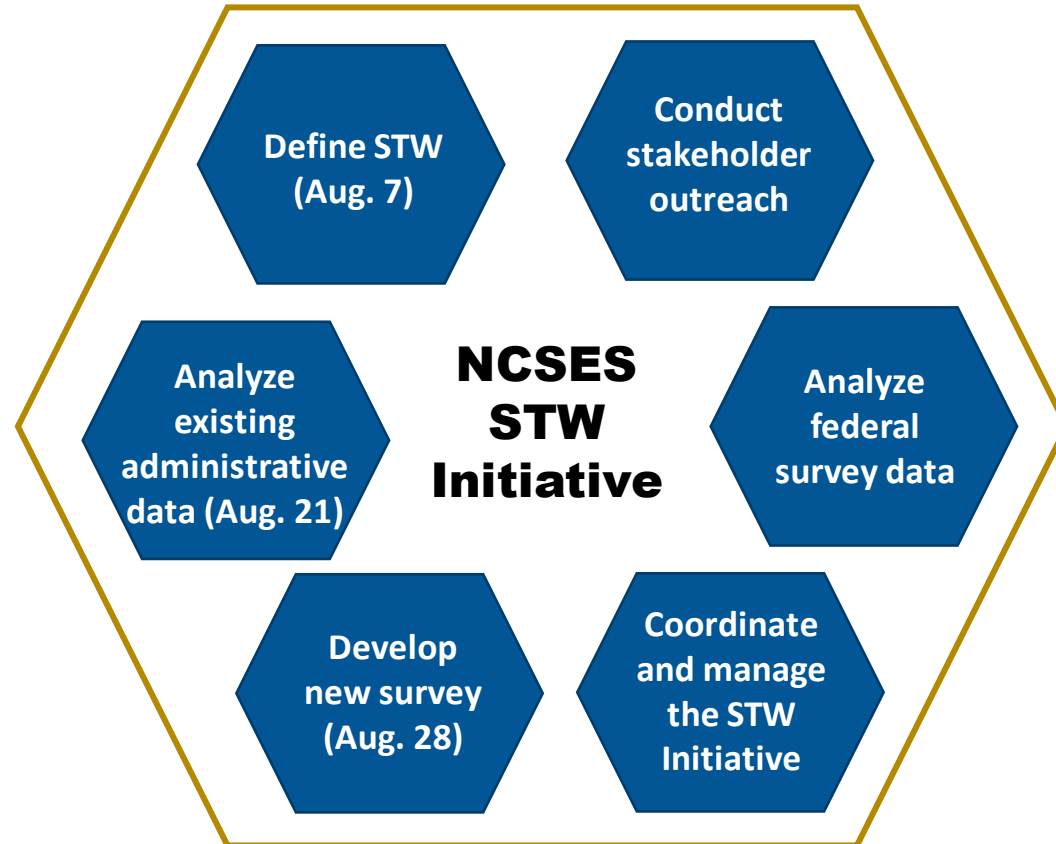 Define STW
(Aug. 7)
Conduct
stakeholder
outreach
Analyze
existing
administrative
data (Aug. 21)
NCSES
STW
Initiative
Analyze
federal
survey data
Develop
new survey
(Aug. 28)
Coordinate
and manage
the STW
Initiative